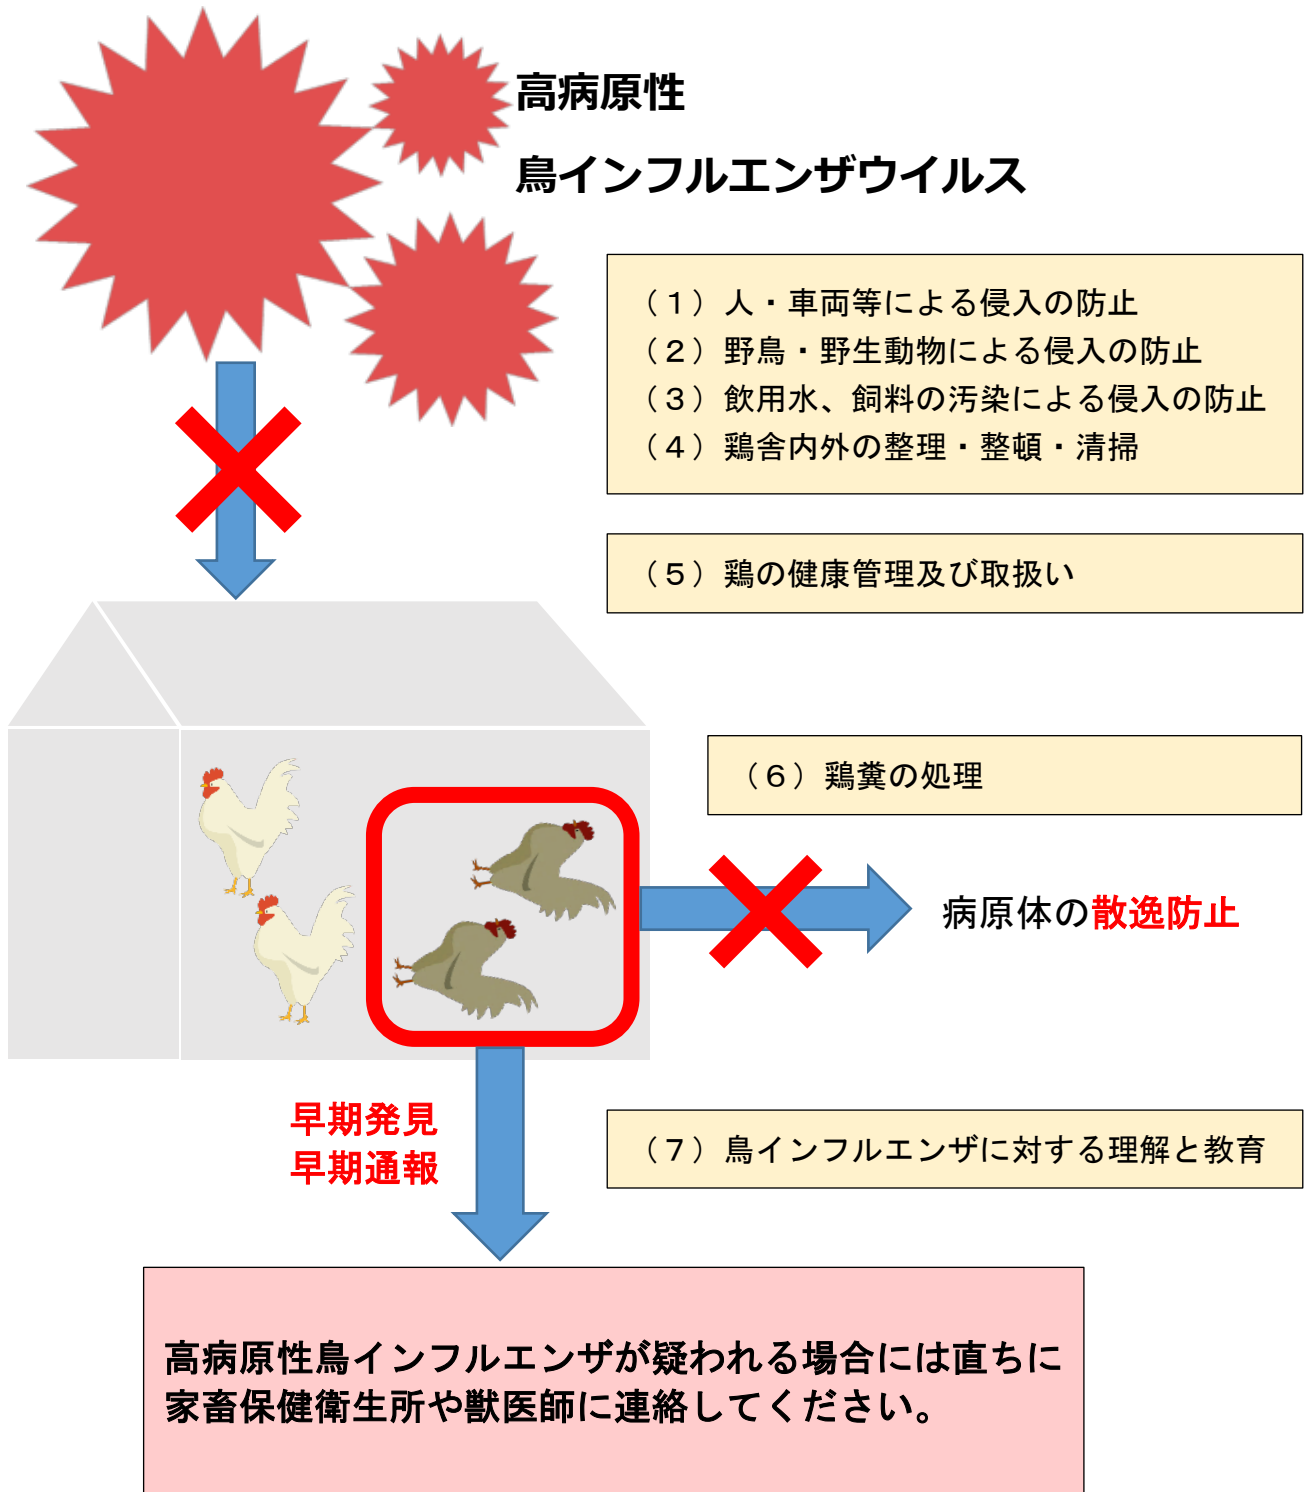 高病原性
鳥インフルエンザウイルス
（１）人・車両等による侵入の防止
（２）野鳥・野生動物による侵入の防止
（３）飲用水、飼料の汚染による侵入の防止
（４）鶏舎内外の整理・整頓・清掃
（５）鶏の健康管理及び取扱い
（６）鶏糞の処理
病原体の散逸防止
早期発見
早期通報
（７）鳥インフルエンザに対する理解と教育
高病原性鳥インフルエンザが疑われる場合には直ちに
家畜保健衛生所や獣医師に連絡してください。